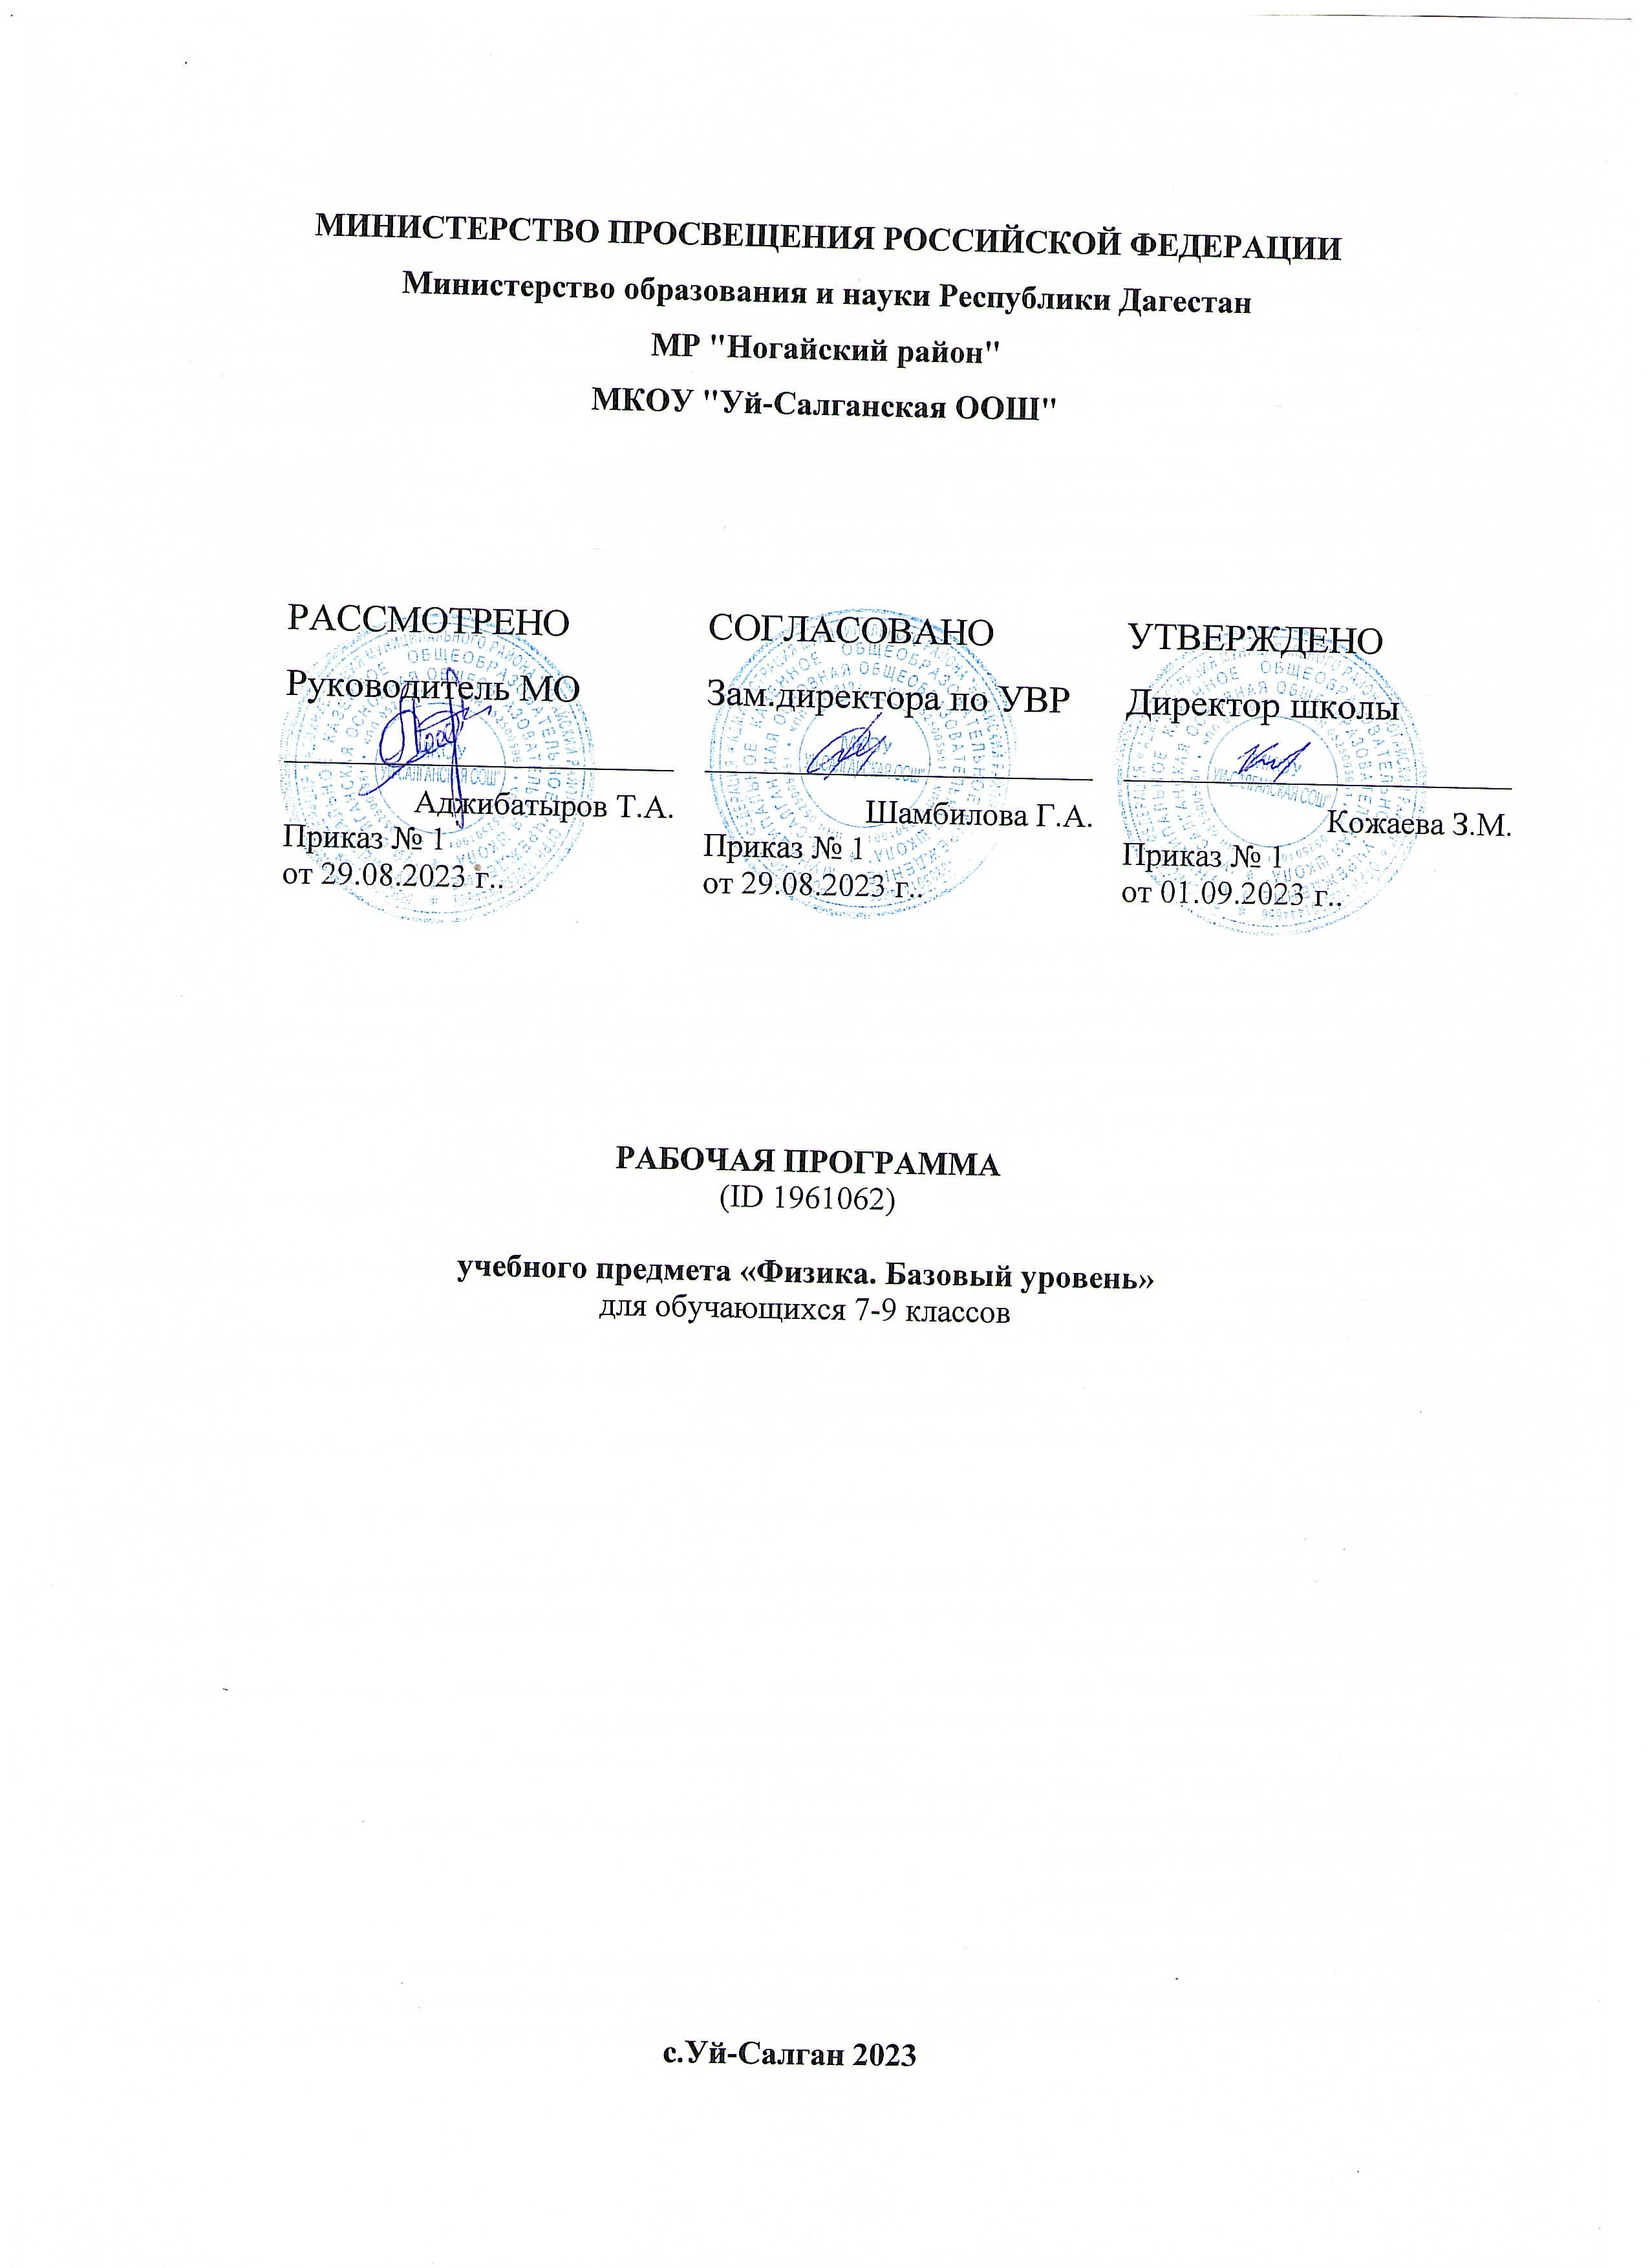 МИНИСТЕРСТВО ПРОСВЕЩЕНИЯ РОССИЙСКОЙ ФЕДЕРАЦИИ
Министерство образования и науки Республики Дагестан
МР "Ногайский район"
МКОУ "Уй-Салганская ООШ"
РАССМОТРЕНО
Руководитель МО
Аджибатыров Т.А.
Приказ № 1
от 29.08.2023 г..
СОГЛАСОВАНО
Зам.директора по УВР
Шамбилова Г.А.
Приказ № 1
от 29.08.2023 г..
УТВЕРЖДЕНО
Директор школы
Кожаева З.М.
Приказ № 1
от 01.09.2023 г..
РАБОЧАЯ ПРОГРАММА
(ID 1961062)
учебного предмета «Физика. Базовый уровень»
для обучающихся 7-9 классов
с.Уй-Салган 2023